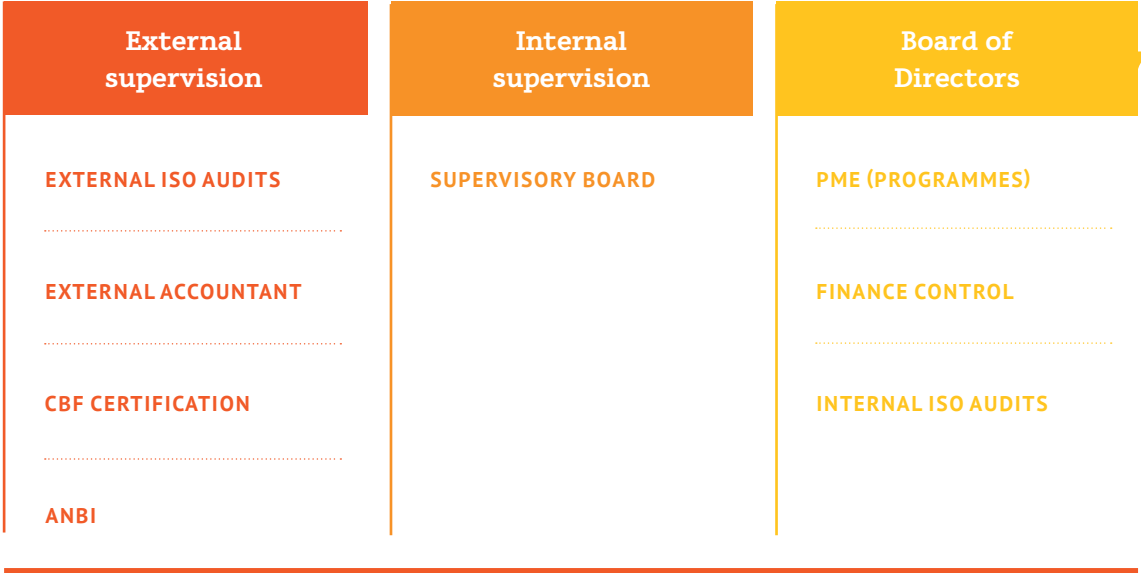 External
supervision
EXTERNAL ISO AUDITS
EXTERNAL ACCOUNTANT
CBF CERTIFICATION
ANBI
Internal
supervision
SUPERVISORY BOARD
Board of
Directors
PME (PROGRAMMES)
FINANCE CONTROL
INTERNAL ISO AUDITS